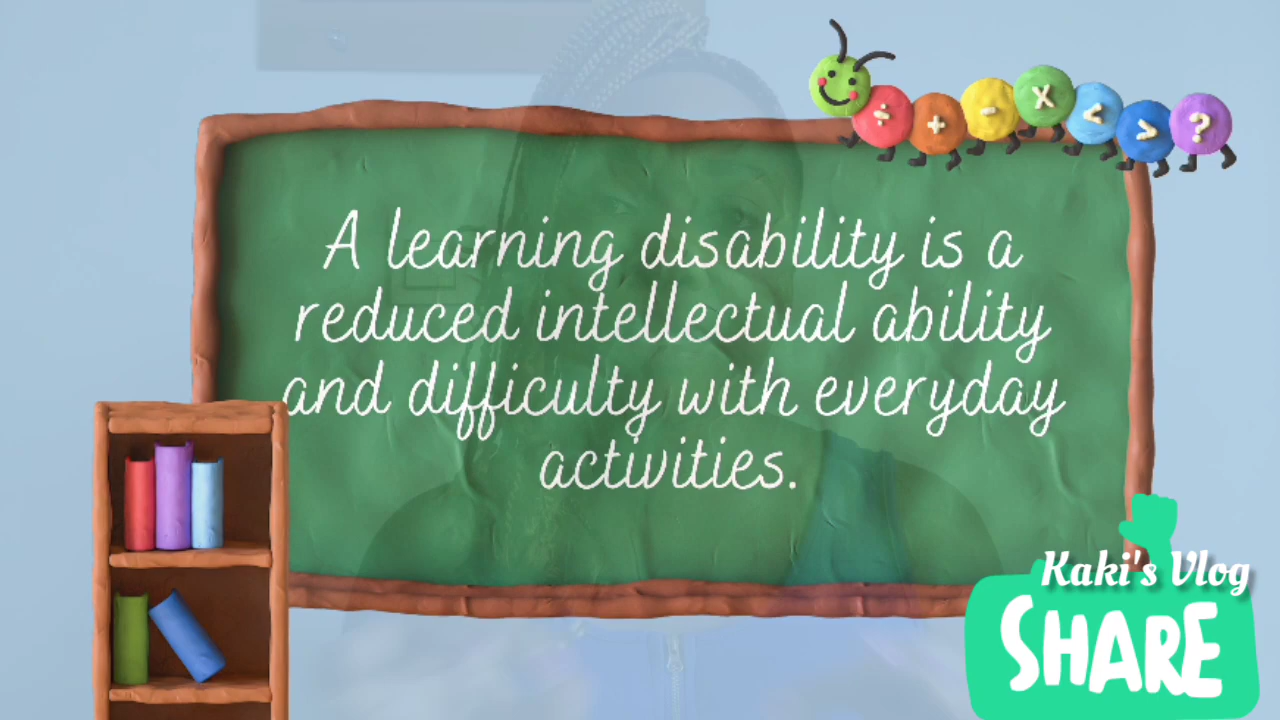 ÷ + - x < > ?
A learning disability is a
reduced intellectual ability
and difficulty with everyday
activities.
Kaki's Vlog
SHARE